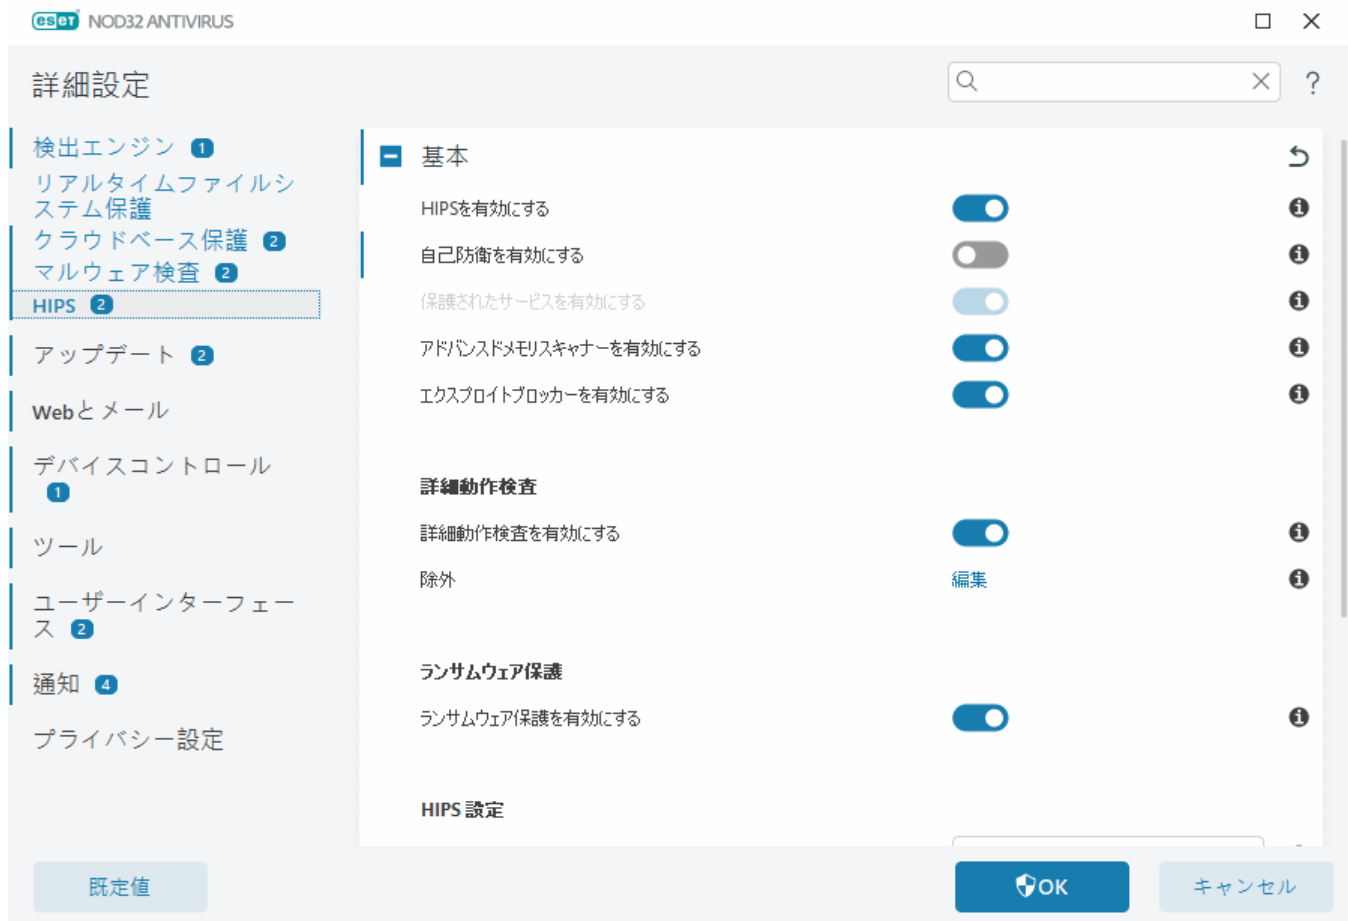 eset NOD32 ANTIVIRUS
詳細設定
?
検出エンジン 1
リアルタイムファイルシ
ステム保護
クラウドベース保護 2
マルウェア検査 2
HIPS 2
アップデート 2
Webとメール
デバイスコントロール
1
ツール
ユーザーインターフェー
ス 2
通知 4
プライバシー設定
基本
HIPSを有効にする
自己防衛を有効にする
保護されたサービスを有効にする
アドバンスドメモリスキャナーを有効にする
エクスプロイトブロッカーを有効にする
詳細動作検査
詳細動作検査を有効にする
除外 編集
ランサムウェア保護
ランサムウェア保護を有効にする
HIPS 設定
既定値
OK
キャンセル